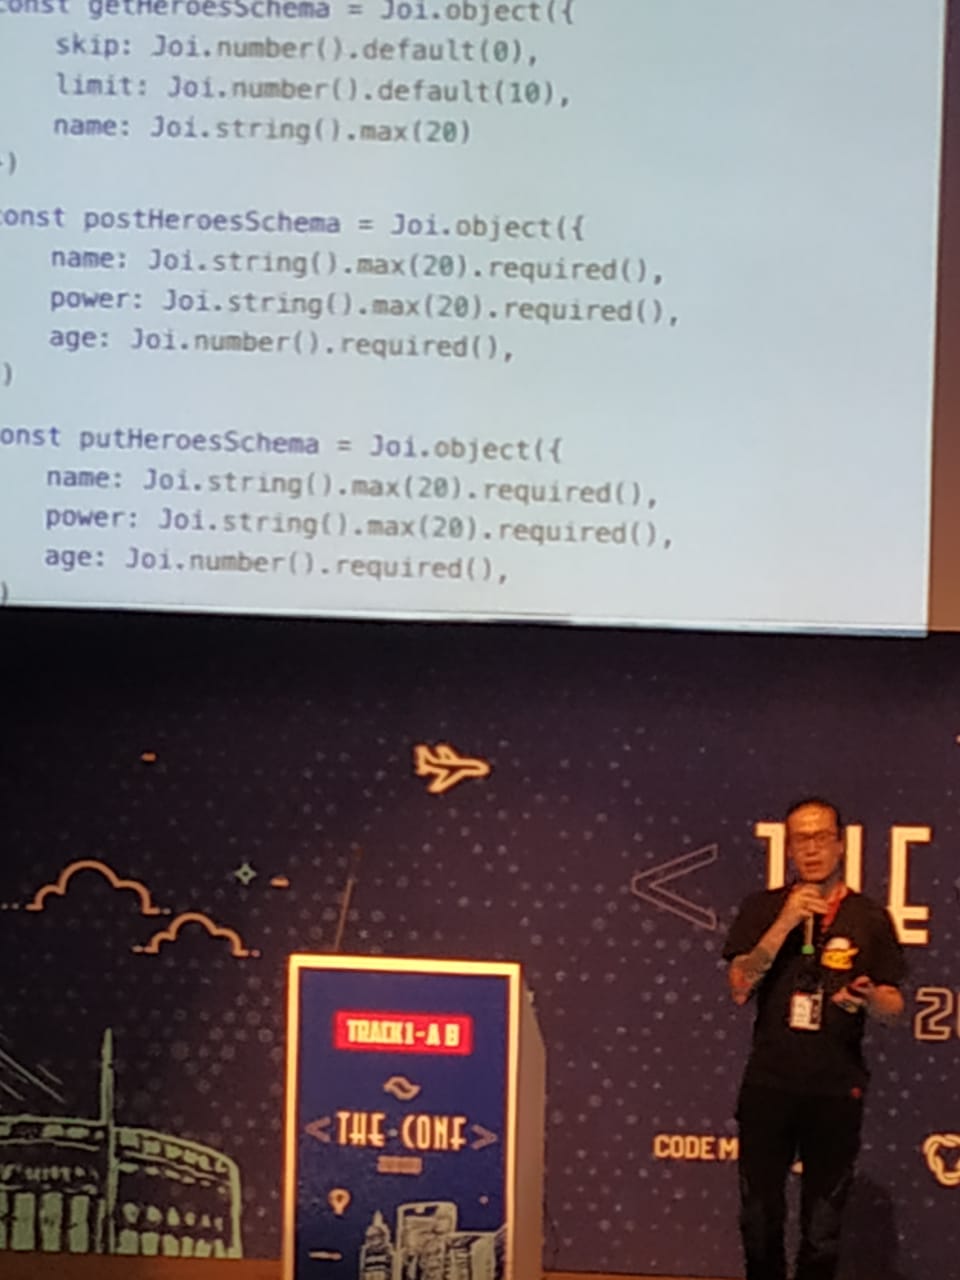 const getHeroesSchema = Joi.object({
skip: Joi.number().default(0),
limit: Joi.number().default(10),
name: Joi.string().max(20)
})
const postHeroesSchema = Joi.object({
name: Joi.string().max(20).required(),
power: Joi.string().max(20).required(),
age: Joi.number().required(),
)
onst putHeroesSchema = Joi.object({
name: Joi.string().max(20).required(),
power: Joi.string().max(20).required(),
age: Joi.number().required(),
)
< THE
20
TRACK 1 - A B
<THE-CONF>
CODE M